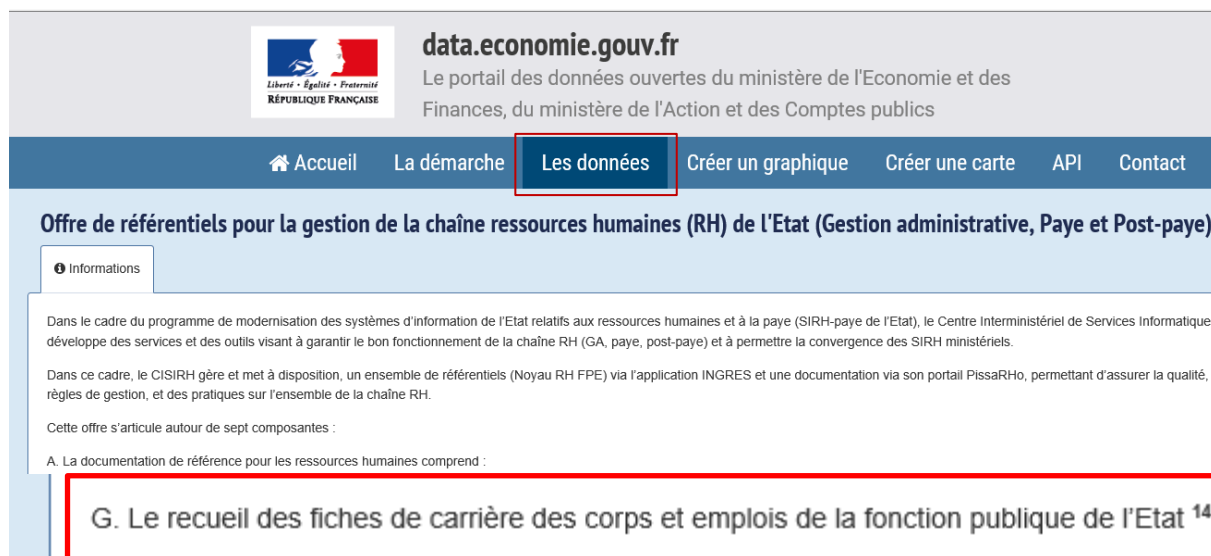 data.economie.gouv.fr
Le portail des données ouvertes du ministère de l'Economie et des
Finances, du ministère de l'Action et des Comptes publics
Liberté • Égalité • Fraternité
RÉPUBLIQUE FRANÇAISE
Accueil La démarche Les données Créer un graphique Créer une carte API Contact
Offre de référentiels pour la gestion de la chaîne ressources humaines (RH) de l'Etat (Gestion administrative, Paye et Post-paye)
Informations
Dans le cadre du programme de modernisation des systèmes d'information de l'Etat relatifs aux ressources humaines et à la paye (SIRH-paye de l'Etat), le Centre Interministériel de Services Informatique
développe des services et des outils visant à garantir le bon fonctionnement de la chaîne RH (GA, paye, post-paye) et à permettre la convergence des SIRH ministériels.
Dans ce cadre, le CISIRH gère et met à disposition, un ensemble de référentiels (Noyau RH FPE) via l'application INGRES et une documentation via son portail PissaRHo, permettant d'assurer la qualité,
règles de gestion, et des pratiques sur l'ensemble de la chaîne RH.
Cette offre s'articule autour de sept composantes :
A. La documentation de référence pour les ressources humaines comprend :
G. Le recueil des fiches de carrière des corps et emplois de la fonction publique de l'Etat 14